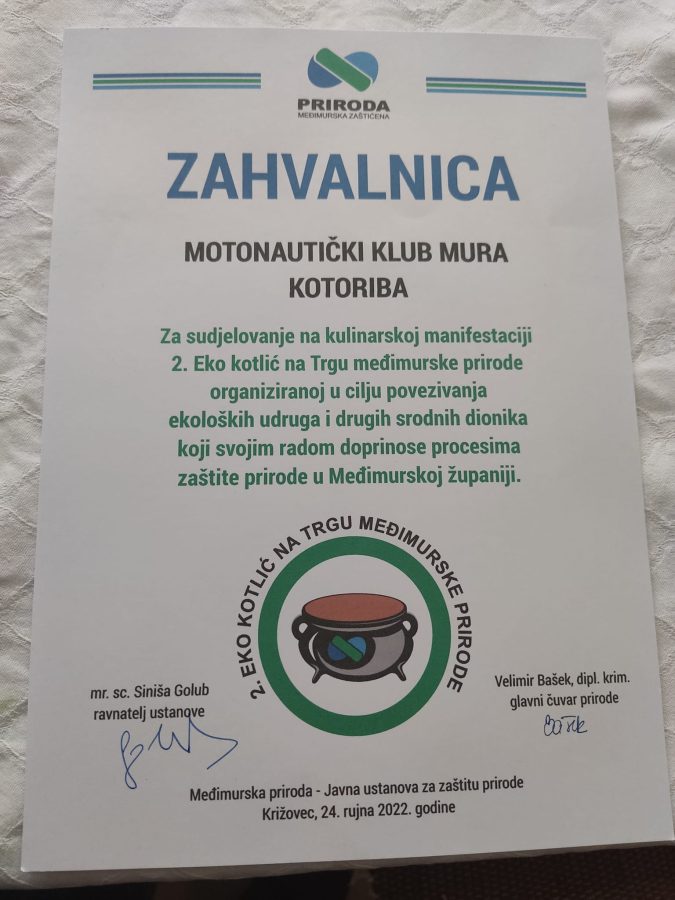 PRIRODA
MEĐIMURSKA ZAŠTIĆENA
ZAHVALNICA
MOTONAUTIČKI KLUB MURA
KOTORIBA
Za sudjelovanje na kulinarskoj manifestaciji
2. Eko kotlić na Trgu međimurske prirode
organiziranoj u cilju povezivanja
ekoloških udruga i drugih srodnih dionika
koji svojim radom doprinose procesima
zaštite prirode u Međimurskoj županiji.
2. EKO KOTLIĆ NA TRGU MEĐIMURSKE PRIRODE
mr. sc. Siniša Golub
ravnatelj ustanove
Velimir Bašek, dipl. krim.
glavni čuvar prirode
Međimurska priroda - Javna ustanova za zaštitu prirode
Križovec, 24. rujna 2022. godine